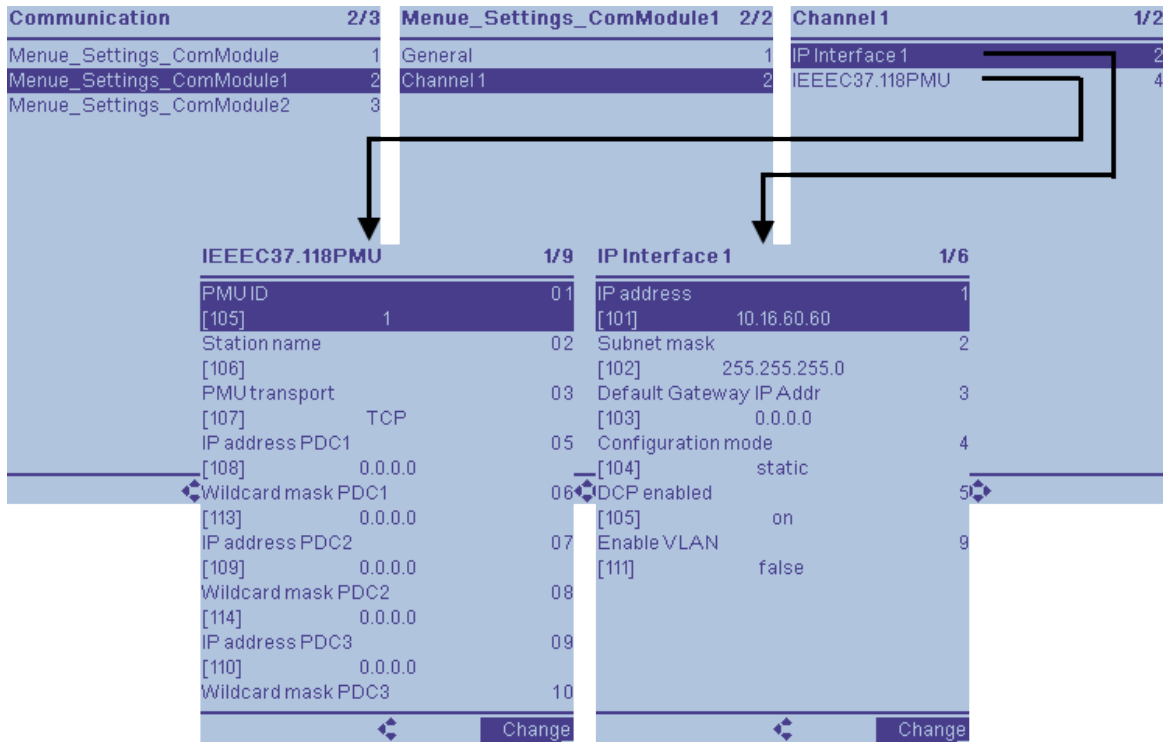 Communication 2/3
Menue_Settings_ComModule 1
Menue_Settings_ComModule1 2
Menue_Settings_ComModule2 3
Menue_Settings_ComModule1 2/2
General 1
Channel 1 2
Channel 1 1/2
IP Interface 1 2
IEEEC37.118PMU 4
IEEEC37.118PMU 1/9
PMU ID 01
[105] 1
Station name 02
[106]
PMU transport 03
[107] TCP
IP address PDC1 05
[108] 0.0.0.0
Wildcard mask PDC1 06
[113] 0.0.0.0
IP address PDC2 07
[109] 0.0.0.0
Wildcard mask PDC2 08
[114] 0.0.0.0
IP address PDC3 09
[110] 0.0.0.0
Wildcard mask PDC3 10
Change
IP Interface 1 1/6
IP address 1
[101] 10.16.60.60
Subnet mask 2
[102] 255.255.255.0
Default Gateway IP Addr 3
[103] 0.0.0.0
Configuration mode 4
[104] static
DCP enabled 5
[105] on
Enable VLAN 9
[111] false
Change